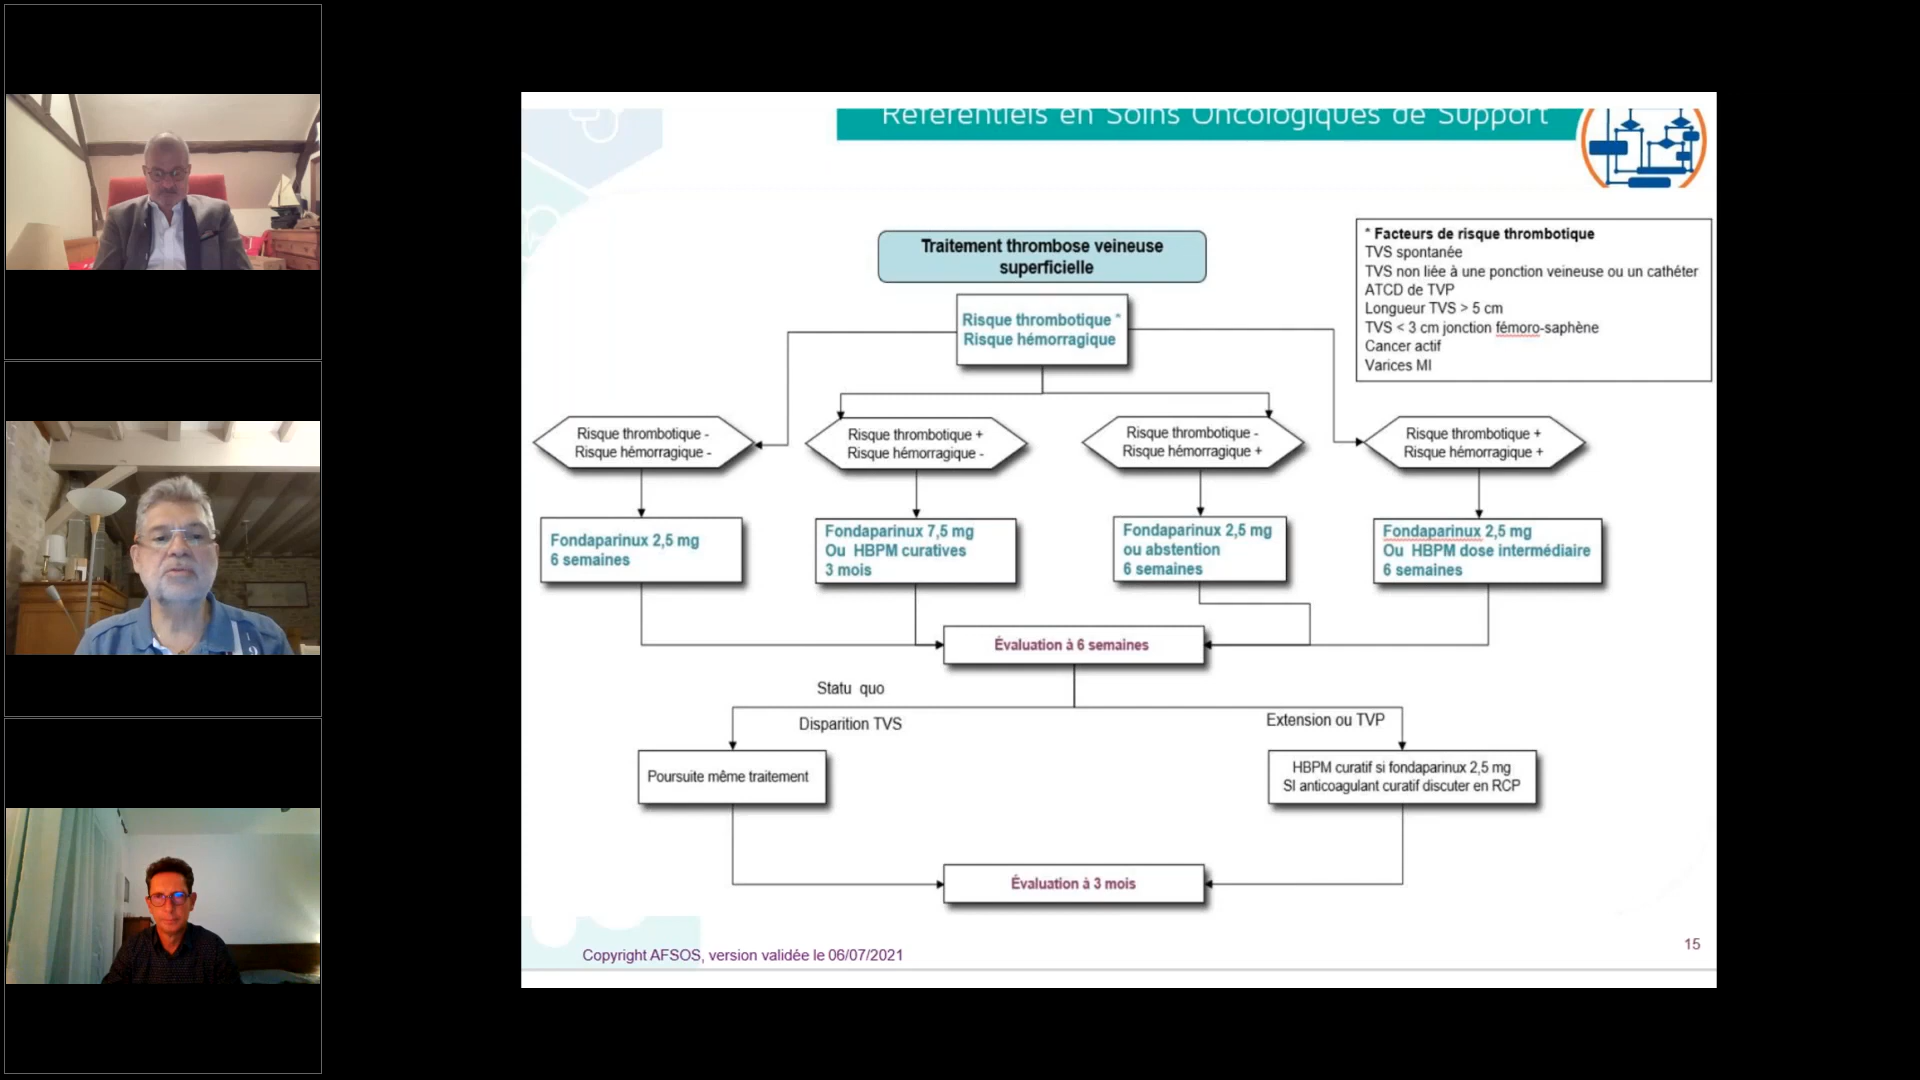 Référentiels en Soins Oncologiques de Support
Traitement thrombose veineuse
superficielle
* Facteurs de risque thrombotique
TVS spontanée
TVS non liée à une ponction veineuse ou un cathéter
ATCD de TVP
Longueur TVS > 5 cm
TVS < 3 cm jonction fémoro-saphène
Cancer actif
Varices MI
Risque thrombotique *
Risque hémorragique
Risque thrombotique -
Risque hémorragique -
Risque thrombotique +
Risque hémorragique -
Risque thrombotique -
Risque hémorragique +
Risque thrombotique +
Risque hémorragique +
Fondaparinux 2,5 mg
6 semaines
Fondaparinux 7,5 mg
Ou HBPM curatives
3 mois
Fondaparinux 2,5 mg
ou abstention
6 semaines
Fondaparinux 2,5 mg
Ou HBPM dose intermédiaire
6 semaines
Évaluation à 6 semaines
Statu quo
Disparition TVS
Extension ou TVP
Poursuite même traitement
HBPM curatif si fondaparinux 2,5 mg
SI anticoagulant curatif discuter en RCP
Évaluation à 3 mois
Copyright AFSOS, version validée le 06/07/2021
15